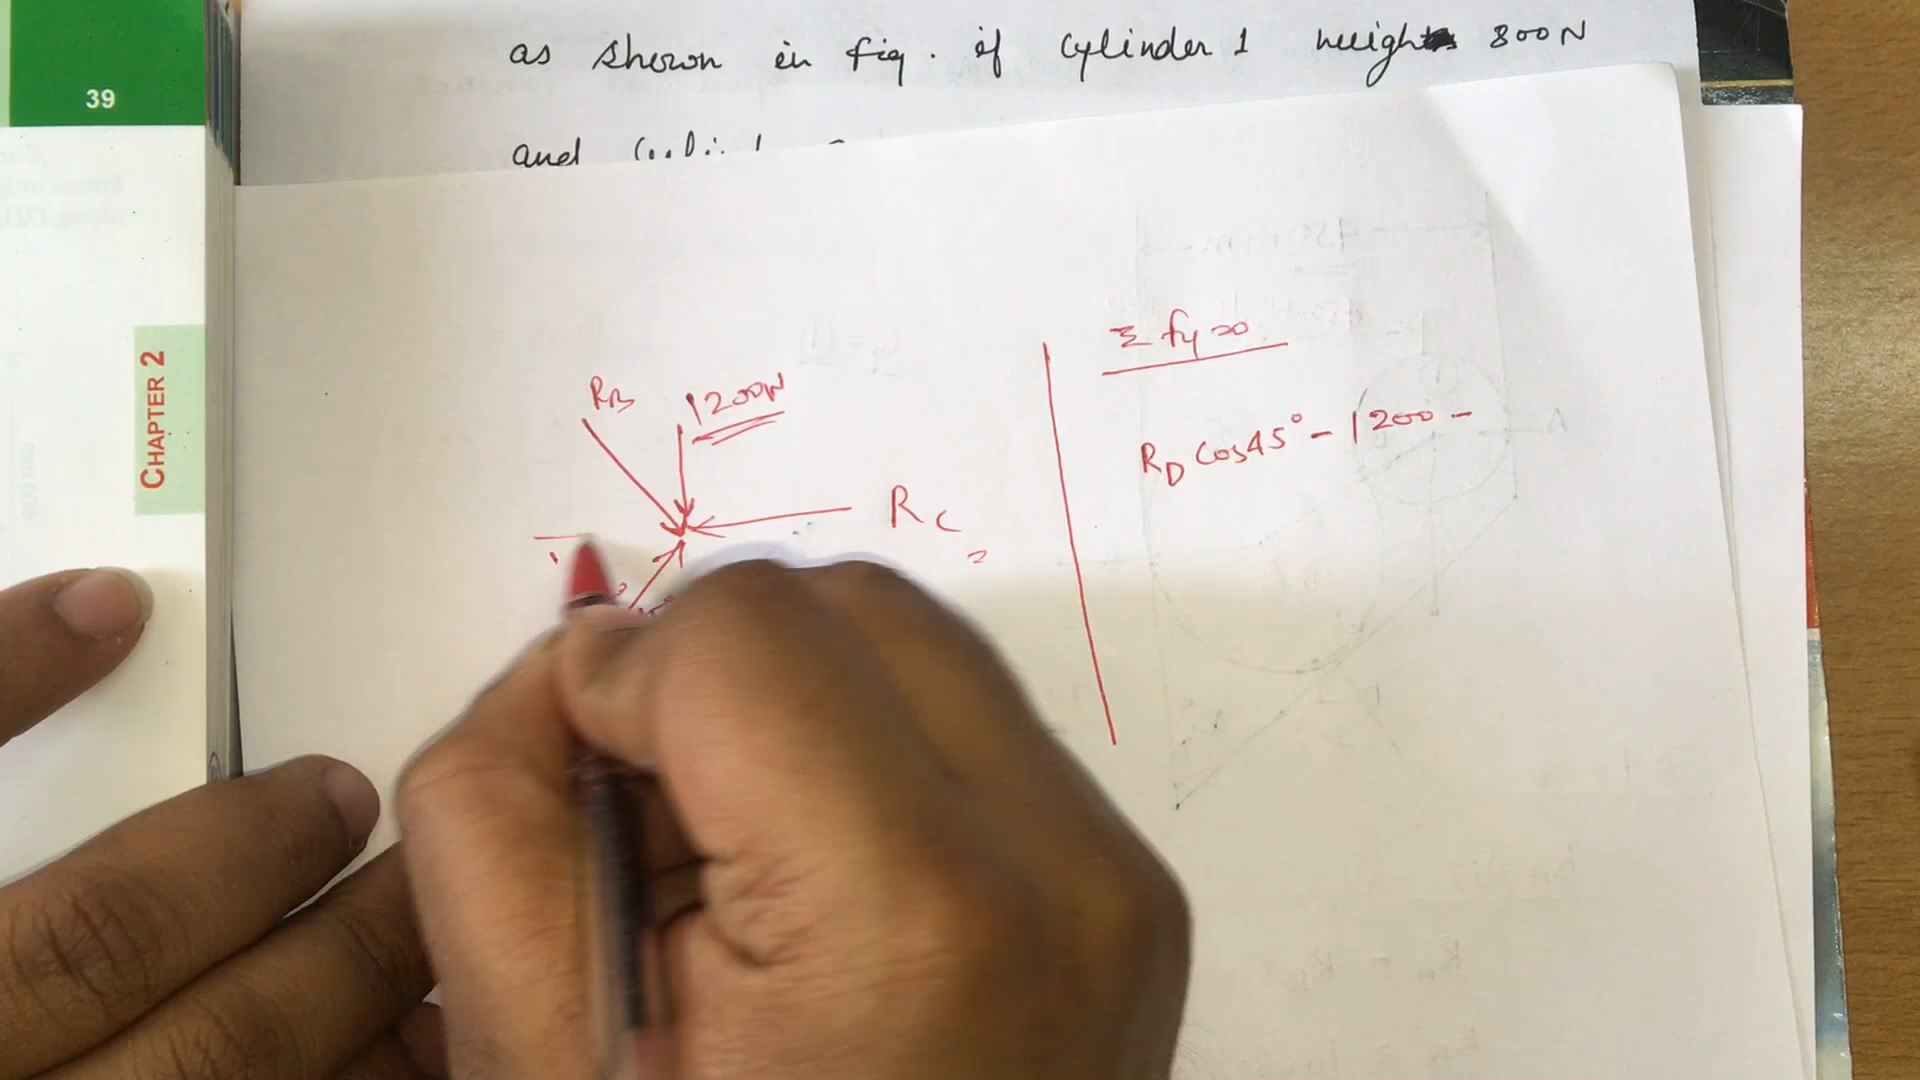 39
as shown in fig. if cylinder 1 weighs 800N
and
CHAPTER 2
Σ fy=0
RB 1200N
RD Cos45° - 1200 -
RC